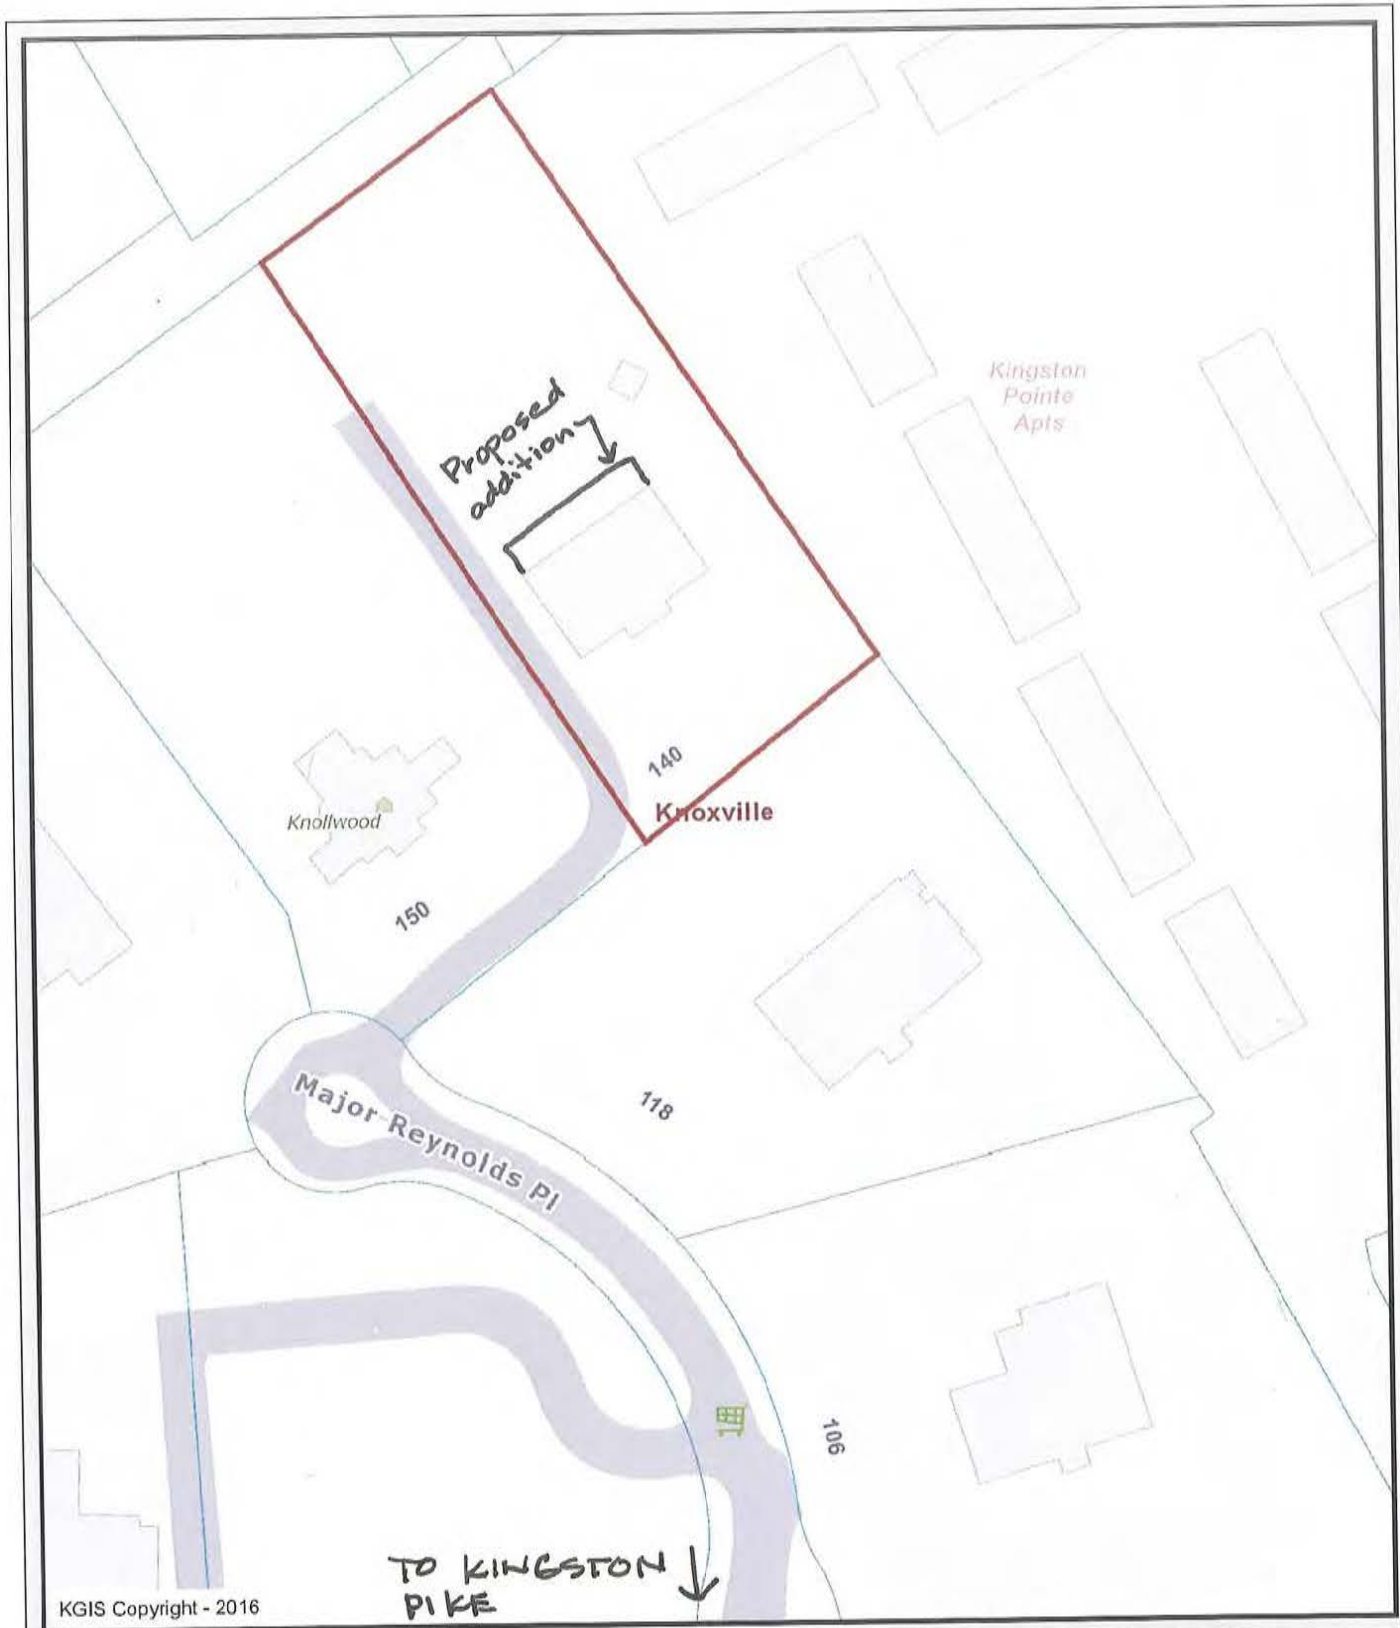 Kingston
Pointe
Apts
Proposed
addition
140
Knoxville
Knollwood
150
118
Major Reynolds Pl
106
TO KINGSTON
PIKE
KGIS Copyright - 2016